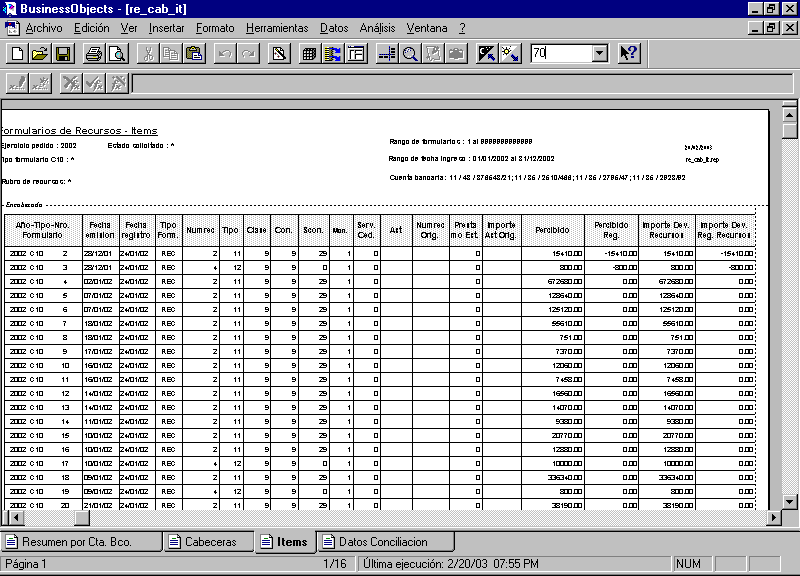 BusinessObjects - [re_cab_it]
Archivo Edición Ver Insertar Formato Herramientas Datos Análisis Ventana ?
70
Formularios de Recursos - Items
Ejercicio pedido : 2002 Estado solicitado : * Rango de formularios : 1 al 9999999999999
20/02/2003
Tipo formulario C10 : * Rango de fecha ingreso : 01/01/2002 al 31/12/2002 re_cab_it.rep
Rubro de recursos: * Cuenta bancaria: 11 / 48 / 376648/21; 11 / 86 / 2610/466; 11 / 86 / 2796/47; 11 / 86 / 2928/92
Encabezado
Año-Tipo-Nro. Formulario Fecha emision Fecha registro Tipo Form. Numrec Tipo Clase Con. Scon. Mon. Serv. Ced. Ast Numrec Orig. Presta mo Ext. Importe Ast Orig. Percibido Percibido Reg. Importe Dev. Recursos Importe Dev. Reg. Recursos
2002 C10 2 28/12/01 24/01/02 REC 2 11 9 9 29 1 0 0 15410.00 -15410.00 15410.00 -15410.00
2002 C10 3 28/12/01 24/01/02 REC 4 12 9 9 0 1 0 0 800.00 -800.00 800.00 -800.00
2002 C10 4 02/01/02 24/01/02 REC 2 11 9 9 29 1 0 0 672680.00 0.00 672680.00 0.00
2002 C10 5 07/01/02 24/01/02 REC 2 11 9 9 29 1 0 0 128640.00 0.00 128640.00 0.00
2002 C10 6 07/01/02 24/01/02 REC 2 11 9 9 29 1 0 0 125120.00 0.00 125120.00 0.00
2002 C10 7 18/01/02 24/01/02 REC 2 11 9 9 29 1 0 0 55610.00 0.00 55610.00 0.00
2002 C10 8 18/01/02 24/01/02 REC 2 11 9 9 29 1 0 0 751.00 0.00 751.00 0.00
2002 C10 9 17/01/02 24/01/02 REC 2 11 9 9 29 1 0 0 7370.00 0.00 7370.00 0.00
2002 C10 10 16/01/02 24/01/02 REC 2 11 9 9 29 1 0 0 12060.00 0.00 12060.00 0.00
2002 C10 11 16/01/02 24/01/02 REC 2 11 9 9 29 1 0 0 7458.00 0.00 7458.00 0.00
2002 C10 12 14/01/02 24/01/02 REC 2 11 9 9 29 1 0 0 16560.00 0.00 16560.00 0.00
2002 C10 13 14/01/02 24/01/02 REC 2 11 9 9 29 1 0 0 14070.00 0.00 14070.00 0.00
2002 C10 14 11/01/02 24/01/02 REC 2 11 9 9 29 1 0 0 9380.00 0.00 9380.00 0.00
2002 C10 15 10/01/02 24/01/02 REC 2 11 9 9 29 1 0 0 20770.00 0.00 20770.00 0.00
2002 C10 16 10/01/02 24/01/02 REC 2 11 9 9 29 1 0 0 12880.00 0.00 12880.00 0.00
2002 C10 17 10/01/02 24/01/02 REC 4 12 9 9 0 1 0 0 10000.00 0.00 10000.00 0.00
2002 C10 18 09/01/02 24/01/02 REC 2 11 9 9 29 1 0 0 336340.00 0.00 336340.00 0.00
2002 C10 19 09/01/02 24/01/02 REC 4 12 9 9 0 1 0 0 800.00 0.00 800.00 0.00
2002 C10 20 21/01/02 24/01/02 REC 2 11 9 9 29 1 0 0 38190.00 0.00 38190.00 0.00
Resumen por Cta. Bco. Cabeceras Items Datos Conciliacion
Página 1 1/16 Última ejecución: 2/20/03 07:55 PM NUM